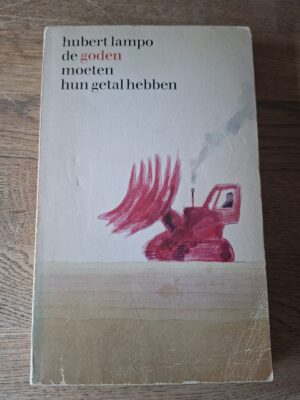 hubert lampo
de goden
moeten
hun getal hebben